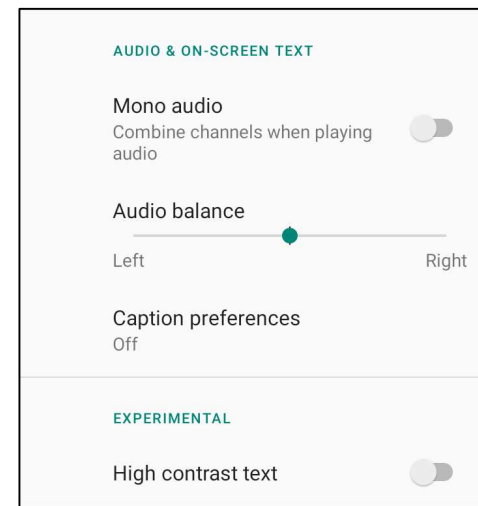 AUDIO & ON-SCREEN TEXT
Mono audio
Combine channels when playing
audio
Audio balance
Left
Right
Caption preferences
Off
EXPERIMENTAL
High contrast text